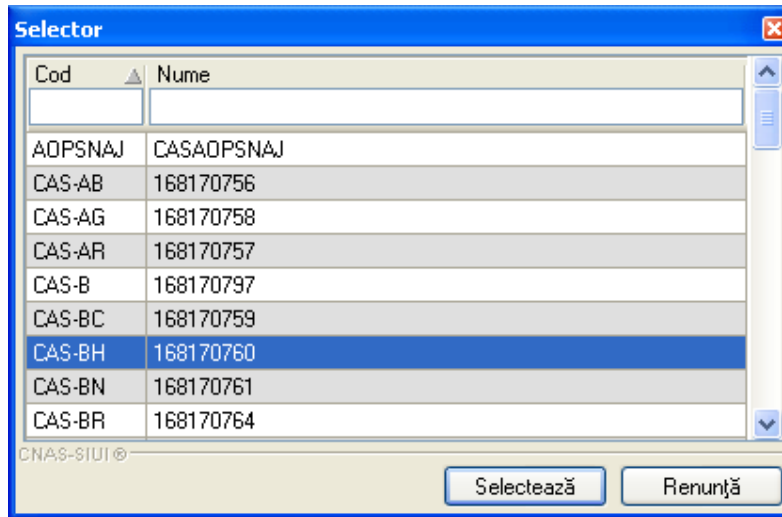 Selector
Cod Nume
AOPSNAJ CASAOPSNAJ
CAS-AB 168170756
CAS-AG 168170758
CAS-AR 168170757
CAS-B 168170797
CAS-BC 168170759
CAS-BH 168170760
CAS-BN 168170761
CAS-BR 168170764
CNAS-SIUI ®
Selectează Renunţă